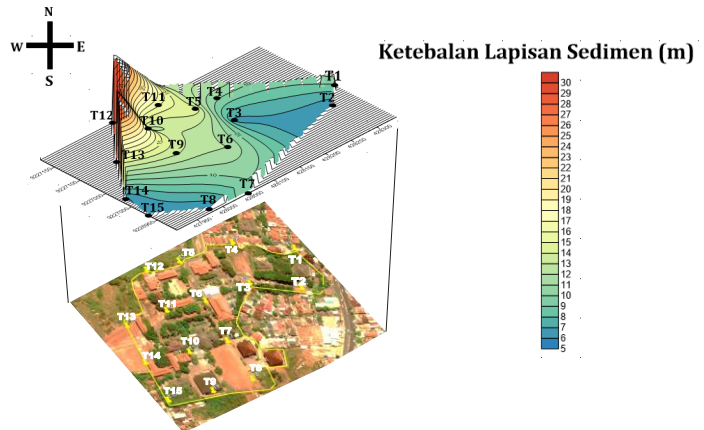 N
W E
S
Ketebalan Lapisan Sedimen (m)
T1
T2
T3
T4
T5
T6
T7
T8
T9
T10
T11
T12
T13
T14
T15
30
29
28
27
26
25
24
23
22
21
20
19
18
17
16
15
14
13
12
11
10
9
8
7
6
5
T4
T1
T5
T12
T3
T2
T6
T11
T13
T7
T10
T14
T9
T15